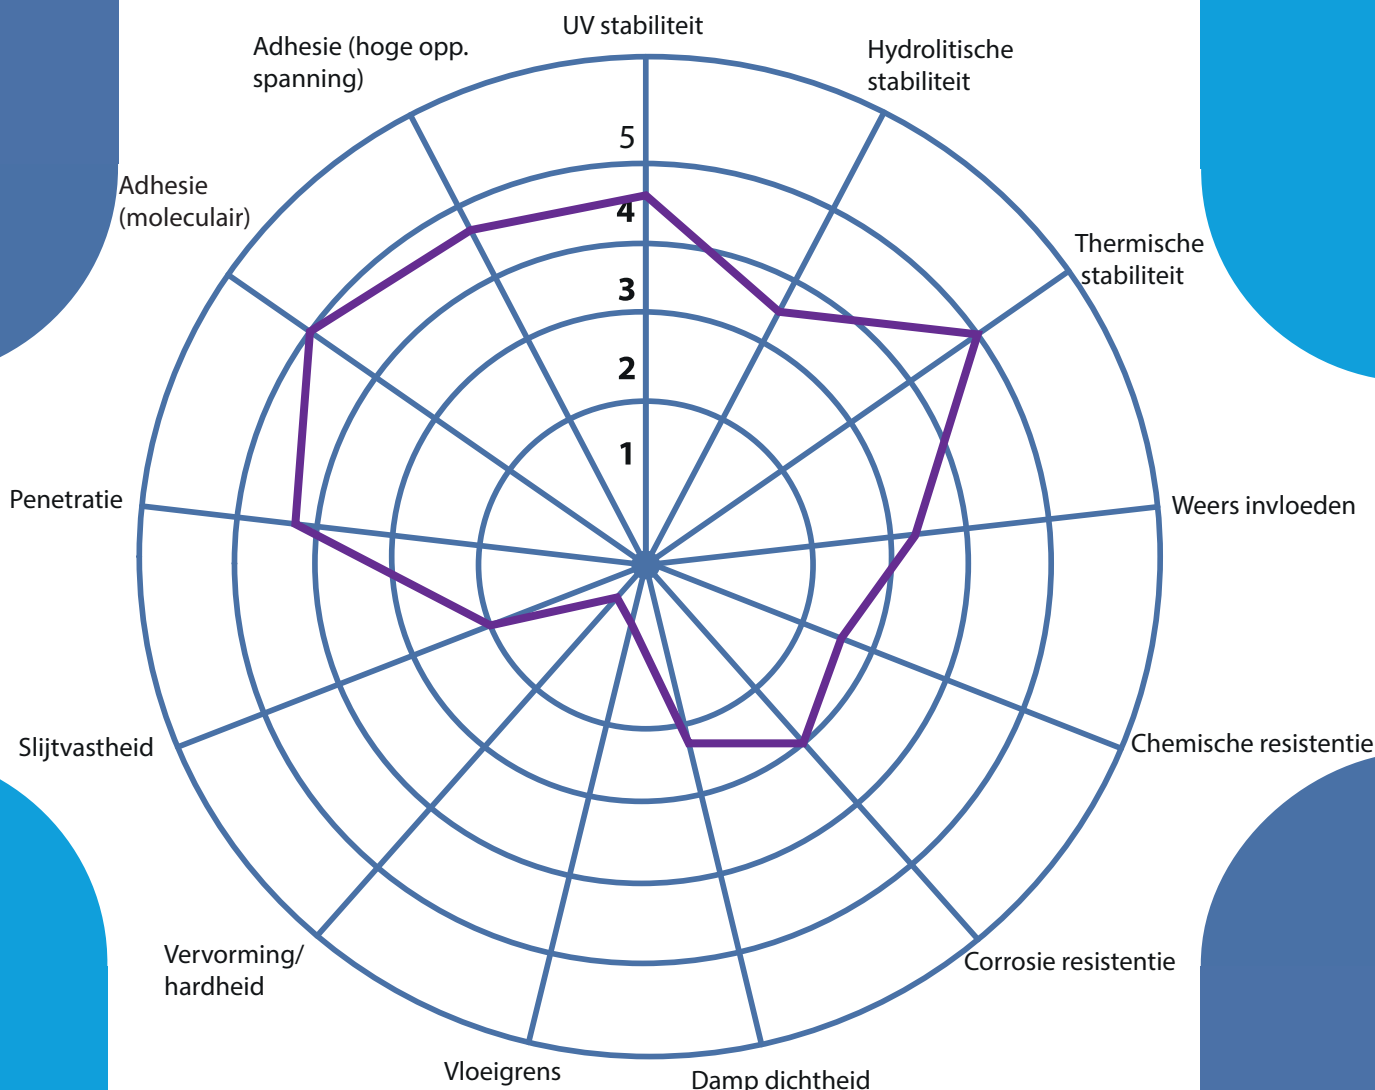 UV stabiliteit
Hydrolitische
stabiliteit
Thermische
stabiliteit
Weers invloeden
Chemische resistentie
Corrosie resistentie
Damp dichtheid
Vloeigrens
Vervorming/
hardheid
Slijtvastheid
Penetratie
Adhesie
(moleculair)
Adhesie (hoge opp.
spanning)
5
4
3
2
1